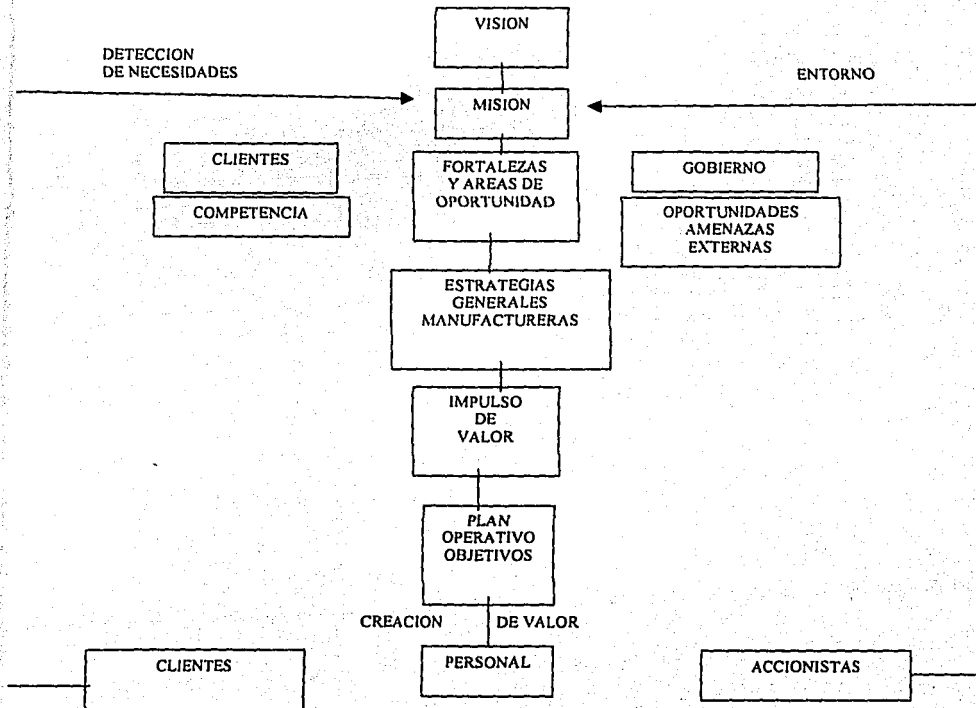 VISION
DETECCION
DE NECESIDADES
ENTORNO
MISION
CLIENTES
COMPETENCIA
FORTALEZAS
Y AREAS DE
OPORTUNIDAD
GOBIERNO
OPORTUNIDADES
AMENAZAS
EXTERNAS
ESTRATEGIAS
GENERALES
MANUFACTURERAS
IMPULSO
DE
VALOR
PLAN
OPERATIVO
OBJETIVOS
CREACION DE VALOR
CLIENTES
PERSONAL
ACCIONISTAS